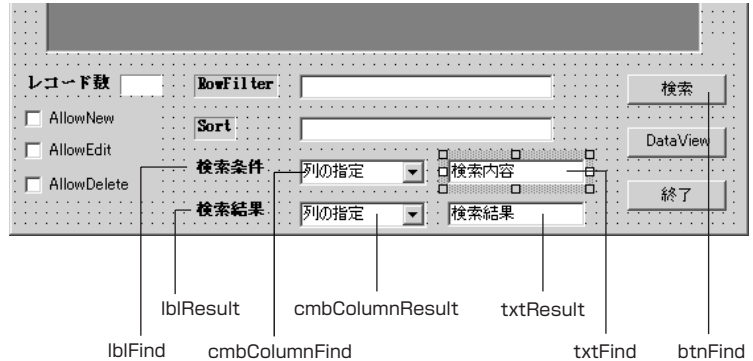 レコード数 RowFilter 検索
AllowNew Sort
AllowEdit DataView
検索条件 列の指定 検索内容
AllowDelete 終了
検索結果 列の指定 検索結果
lblResult cmbColumnResult txtResult
lblFind cmbColumnFind txtFind btnFind